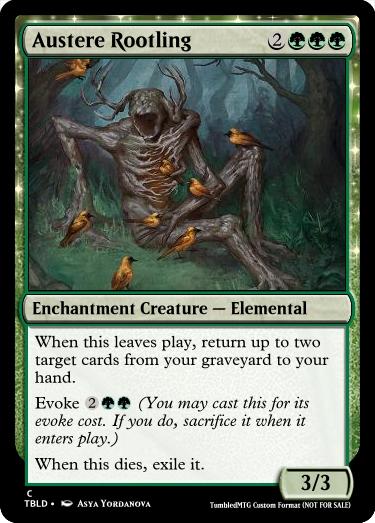 Austere Rootling 2
Enchantment Creature — Elemental
When this leaves play, return up to two
target cards from your graveyard to your
hand.
Evoke 2 (You may cast this for its
evoke cost. If you do, sacrifice it when it
enters play.)
When this dies, exile it.
3/3
C
TBLD • Asya Yordanova
TumbledMTG Custom Format (NOT FOR SALE)